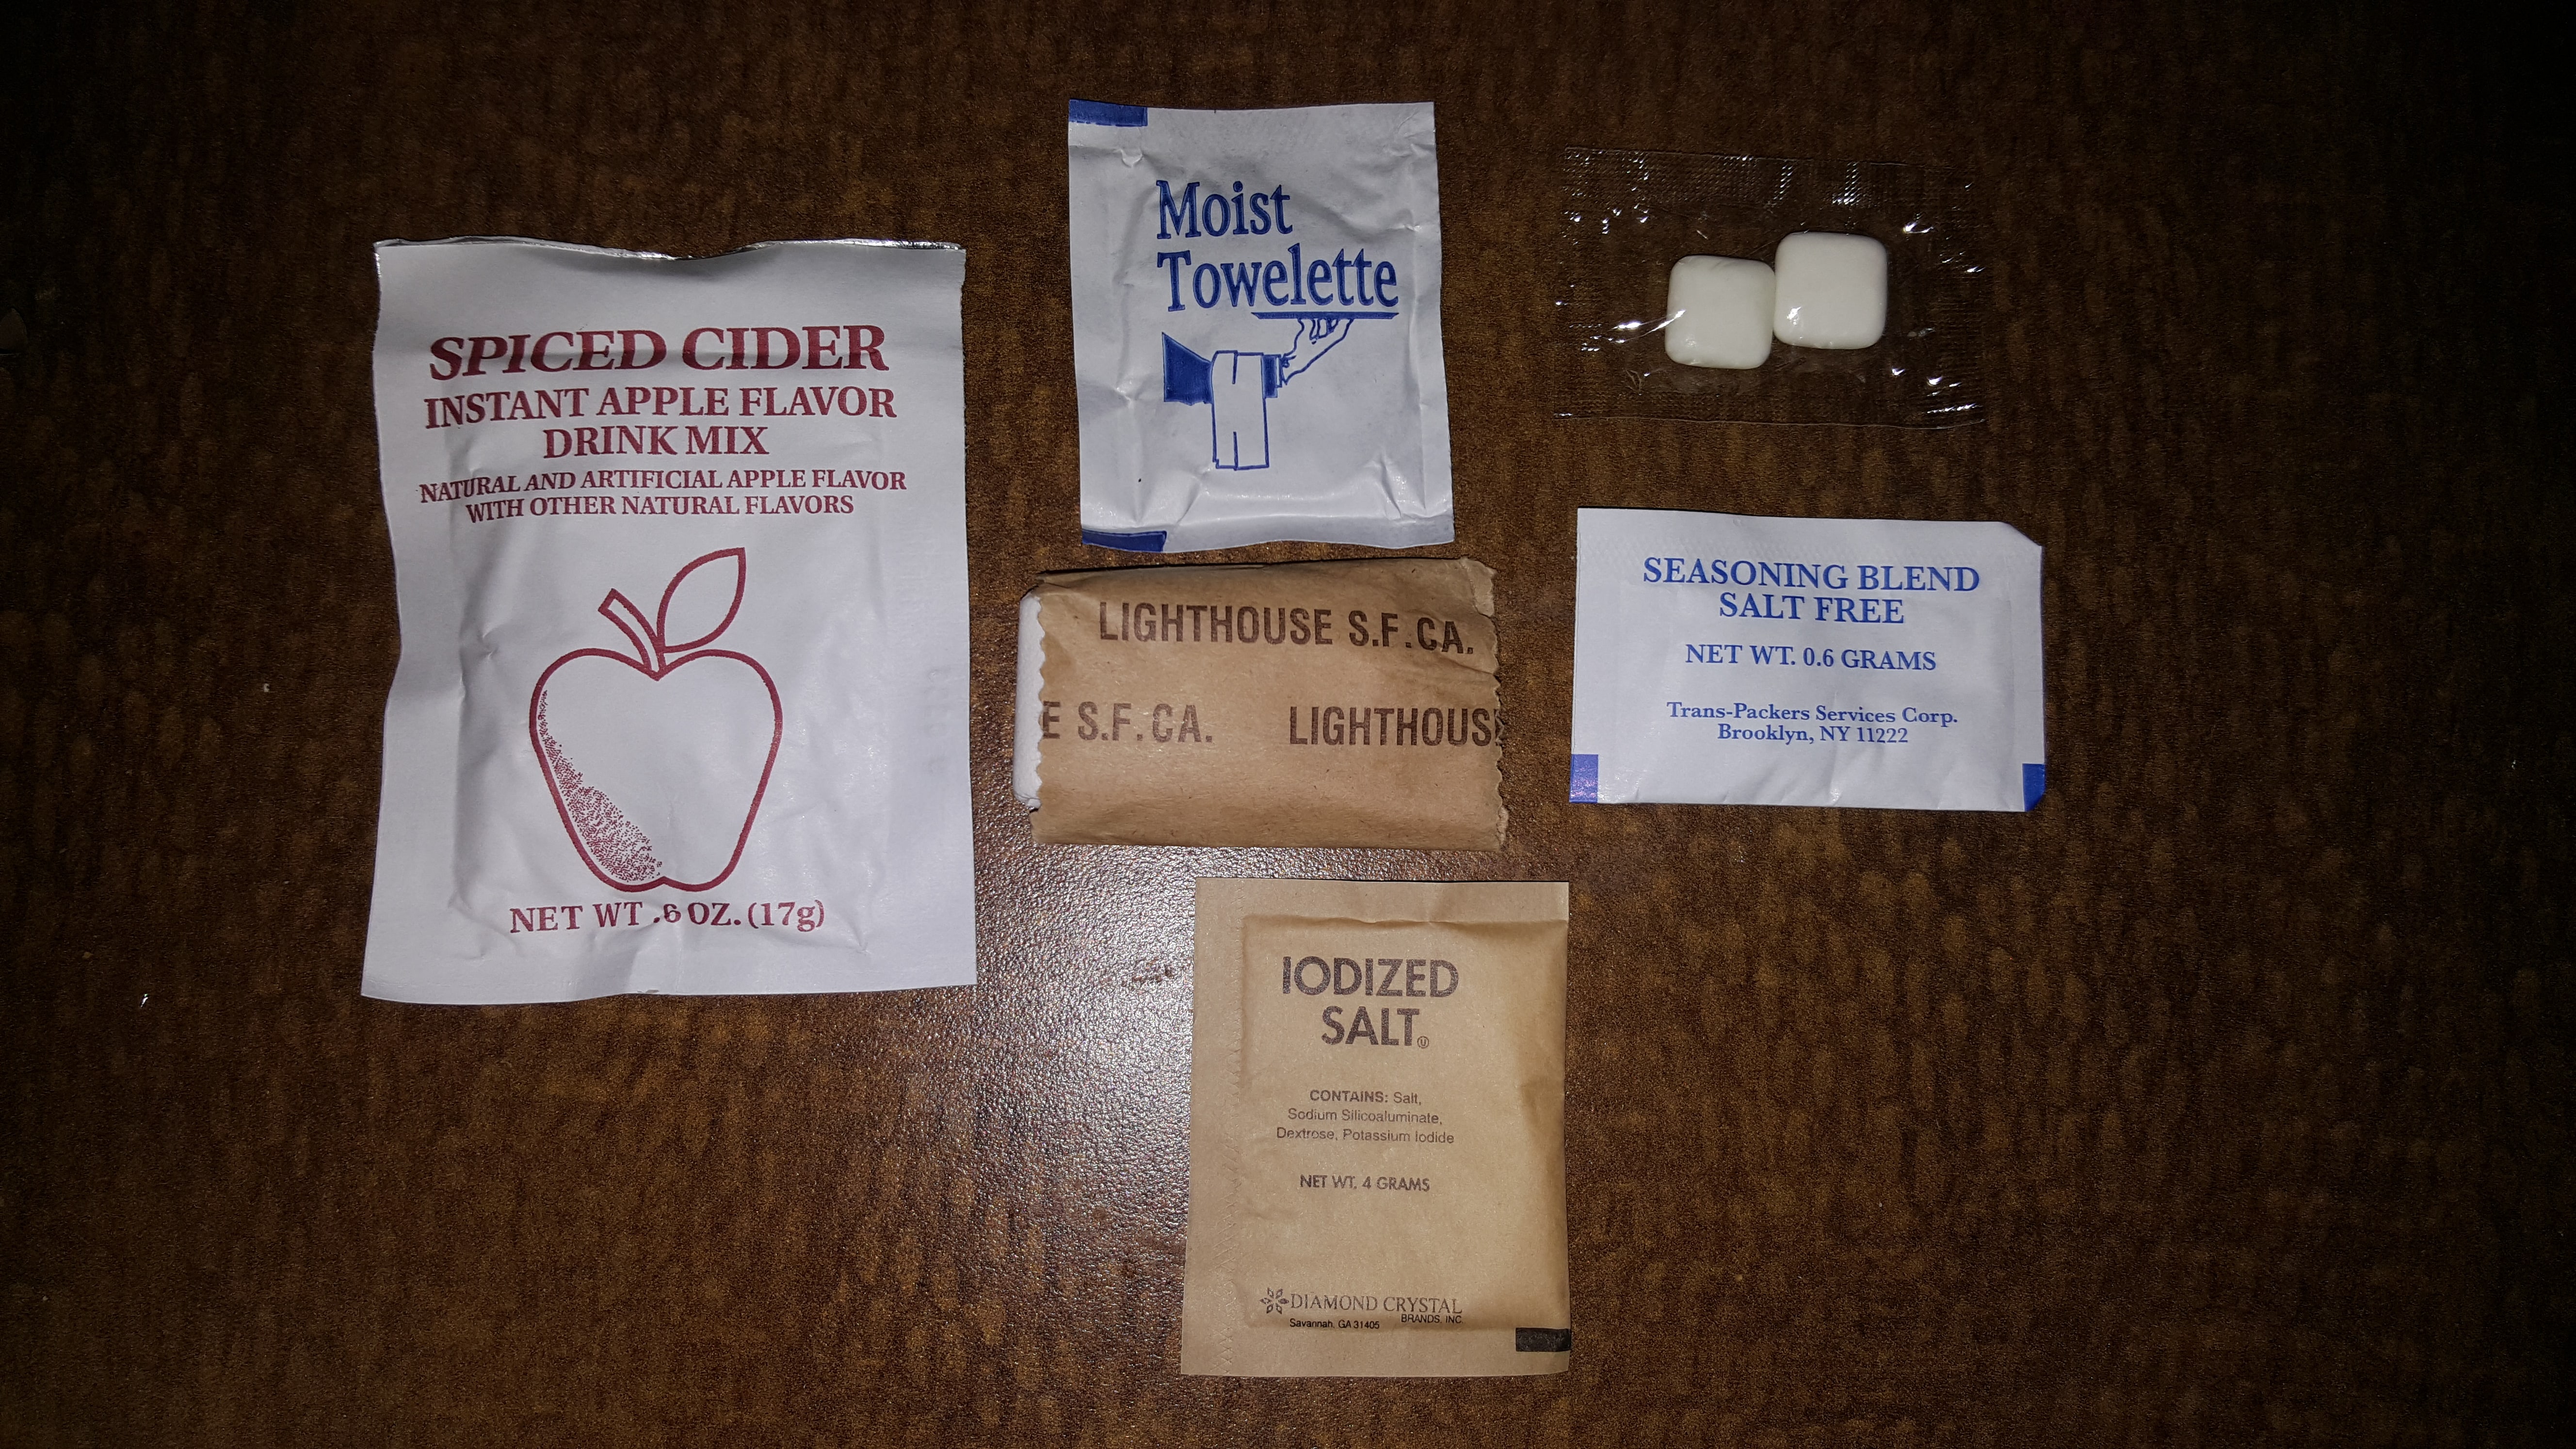 SPICED CIDER
INSTANT APPLE FLAVOR
DRINK MIX
NATURAL AND ARTIFICIAL APPLE FLAVOR
WITH OTHER NATURAL FLAVORS
NET WT .6 OZ. (17g)
Moist
Towelette
LIGHTHOUSE S.F. CA.
E S.F. CA. LIGHTHOUS
SEASONING BLEND
SALT FREE
NET WT. 0.6 GRAMS
Trans-Packers Services Corp.
Brooklyn, NY 11222
IODIZED
SALT
CONTAINS: Salt,
Sodium Silicoaluminate,
Dextrose, Potassium Iodide
NET WT. 4 GRAMS
DIAMOND CRYSTAL
BRANDS, INC.
Savannah, GA 31405